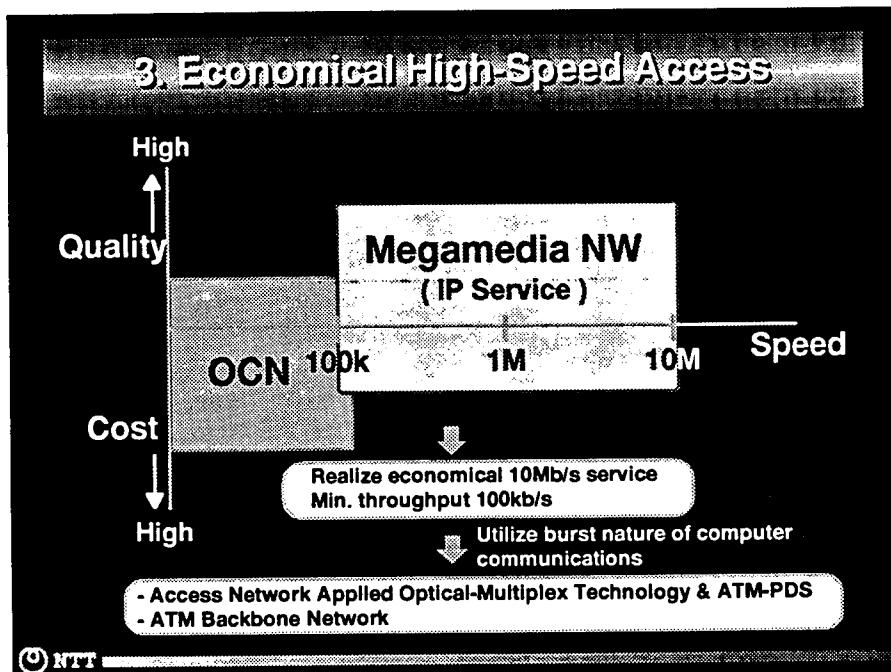 3. Economical High-Speed Access
High
Quality
Megamedia NW
( IP Service )
OCN
100k
1M
10M
Speed
Cost
High
Realize economical 10Mb/s service
Min. throughput 100kb/s
Utilize burst nature of computer
communications
- Access Network Applied Optical-Multiplex Technology & ATM-PDS
- ATM Backbone Network
NTT